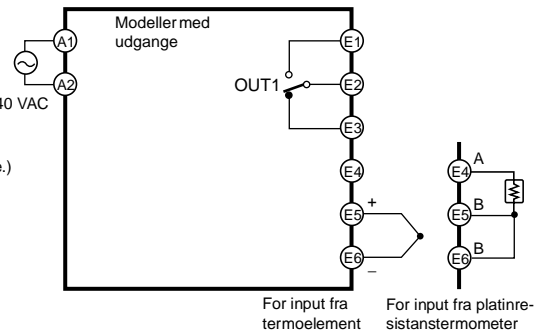 Modeller med
udgange
A1
A2
40 VAC
e.)
OUT1
E1
E2
E3
E4
E5
E6
+
–
E4
E5
E6
A
B
B
For input fra
termoelement
For input fra platinre-
sistanstermometer